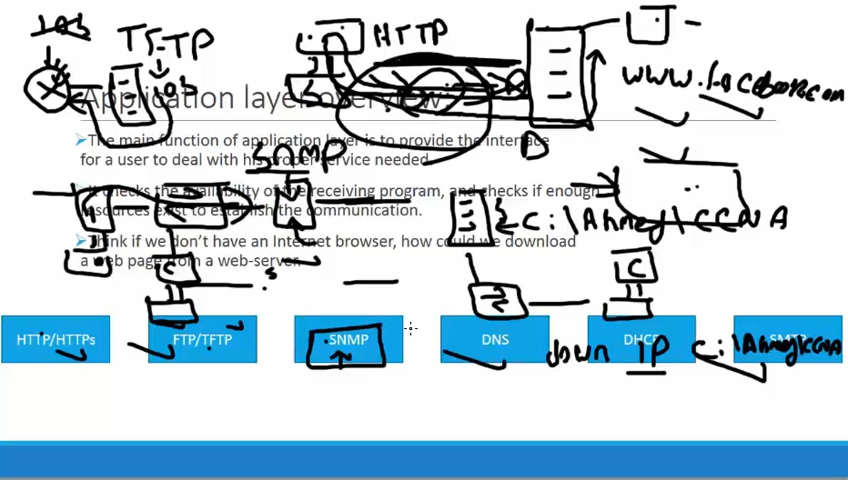 IOS
TFTP
HTTP
IOS
www.facebook.com
Application layer overview
D
➢The main function of application layer is to provide the interface
for a user to deal with his proper service needed.
SNMP
It checks the availability of the receiving program, and checks if enough
resources exist to establish the communication.
C:\Ahmed\CCNA
➢Think if we don't have an Internet browser, how could we download
a web page from a web-server.
C
C
HTTP/HTTPs
FTP/TFTP
SNMP
DNS
DHCP
SMTP
down IP C:\Ahmed\CCNA